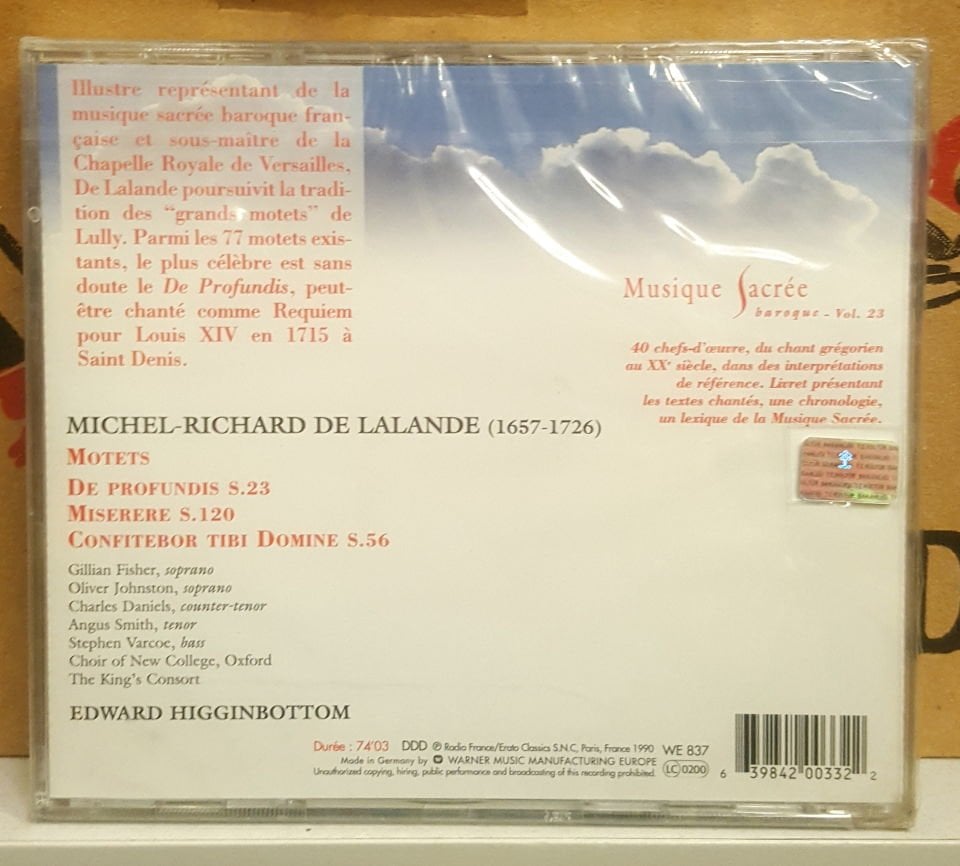 Illustre représentant de la
musique sacrée baroque fran-
çaise et sous-maître de la
Chapelle Royale de Versailles,
De Lalande poursuivit la tradi-
tion des "grands motets" de
Lully. Parmi les 77 motets exis-
tants, le plus célèbre est sans
doute le De Profundis, peut-
être chanté comme Requiem
pour Louis XIV en 1715 à
Saint Denis.
Musique Sacrée
baroque - Vol. 23
40 chefs-d'œuvre, du chant grégorien
au XXe siècle, dans des interprétations
de référence. Livret présentant
les textes chantés, une chronologie,
un lexique de la Musique Sacrée.
MICHEL-RICHARD DE LALANDE (1657-1726)
MOTETS
DE PROFUNDIS S.23
MISERERE S.120
CONFITEBOR TIBI DOMINE S.56
Gillian Fisher, soprano
Oliver Johnston, soprano
Charles Daniels, counter-tenor
Angus Smith, tenor
Stephen Varcoe, bass
Choir of New College, Oxford
The King's Consort
EDWARD HIGGINBOTTOM
Durée : 74'03 DDD ℗ Radio France/Erato Classics S.N.C, Paris, France 1990 WE 837
Made in Germany by WARNER MUSIC MANUFACTURING EUROPE
Unauthorized copying, hiring, public performance and broadcasting of this recording prohibited.
LC 0200
6 39842 00332 2
D